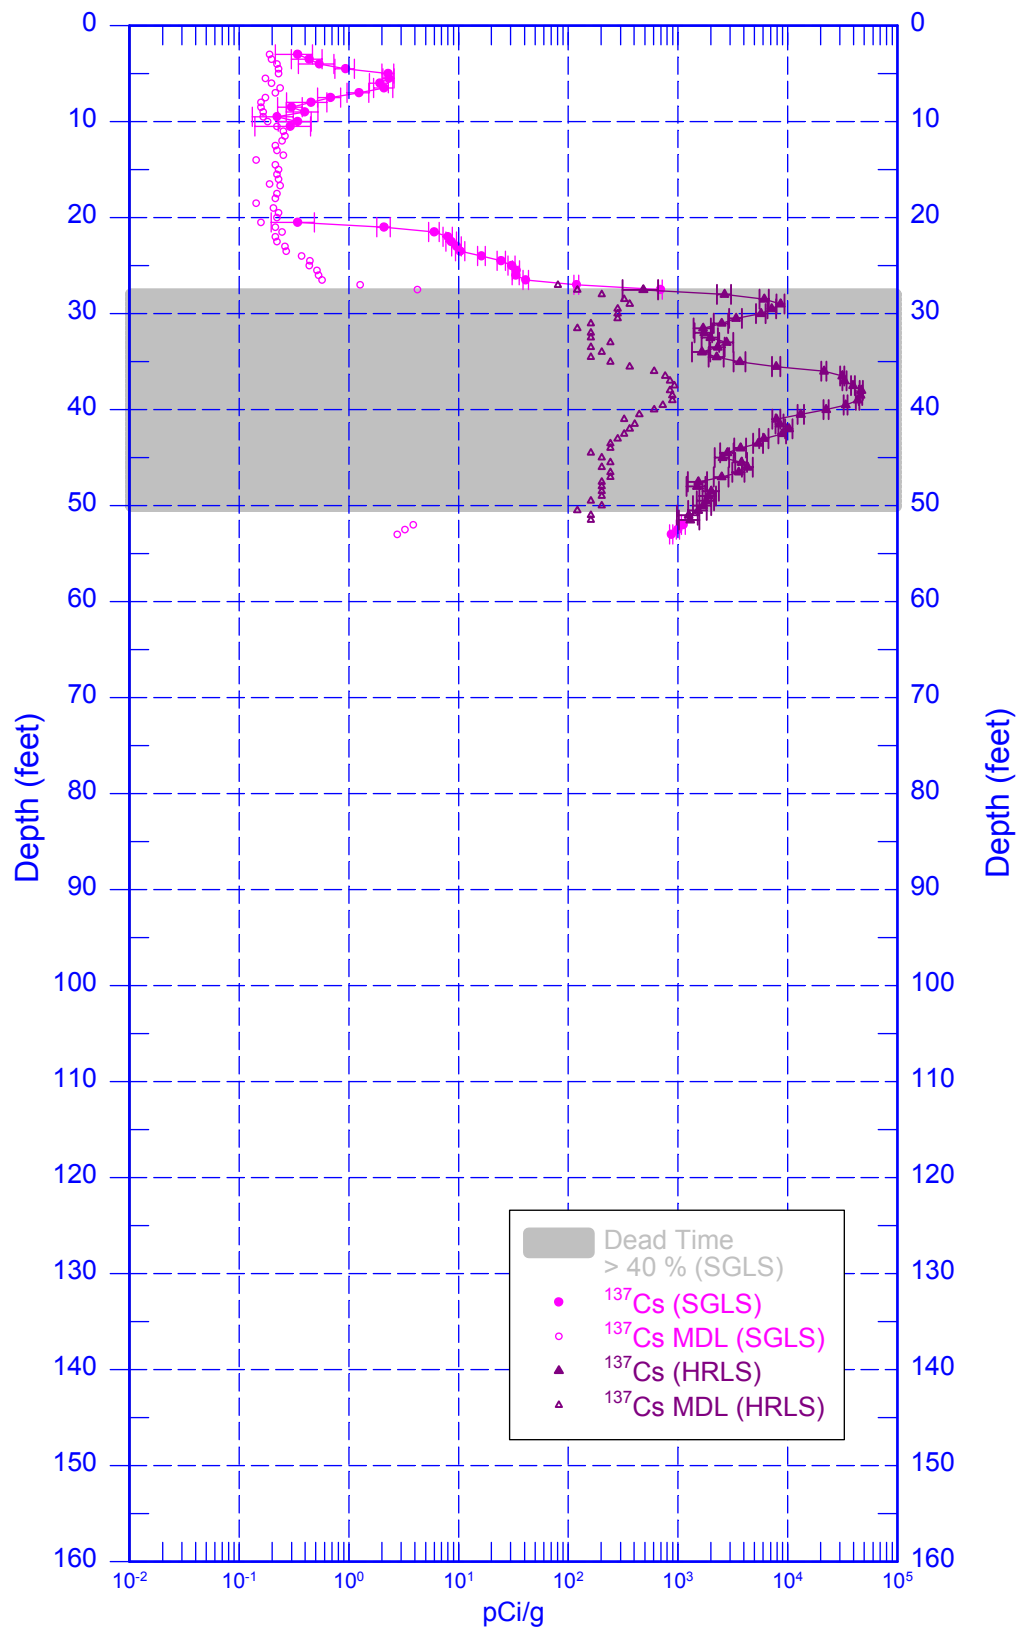 0 0
10 10
20 20
30 30
40 40
50 50
60 60
70 70
80 80
90 90
100 100
110 110
120 120
130 130
140 140
150 150
160 160
Depth (feet)
Depth (feet)
Dead Time
> 40 % (SGLS)
¹³⁷Cs (SGLS)
¹³⁷Cs MDL (SGLS)
¹³⁷Cs (HRLS)
¹³⁷Cs MDL (HRLS)
10⁻² 10⁻¹ 10⁰ 10¹ 10² 10³ 10⁴ 10⁵
pCi/g